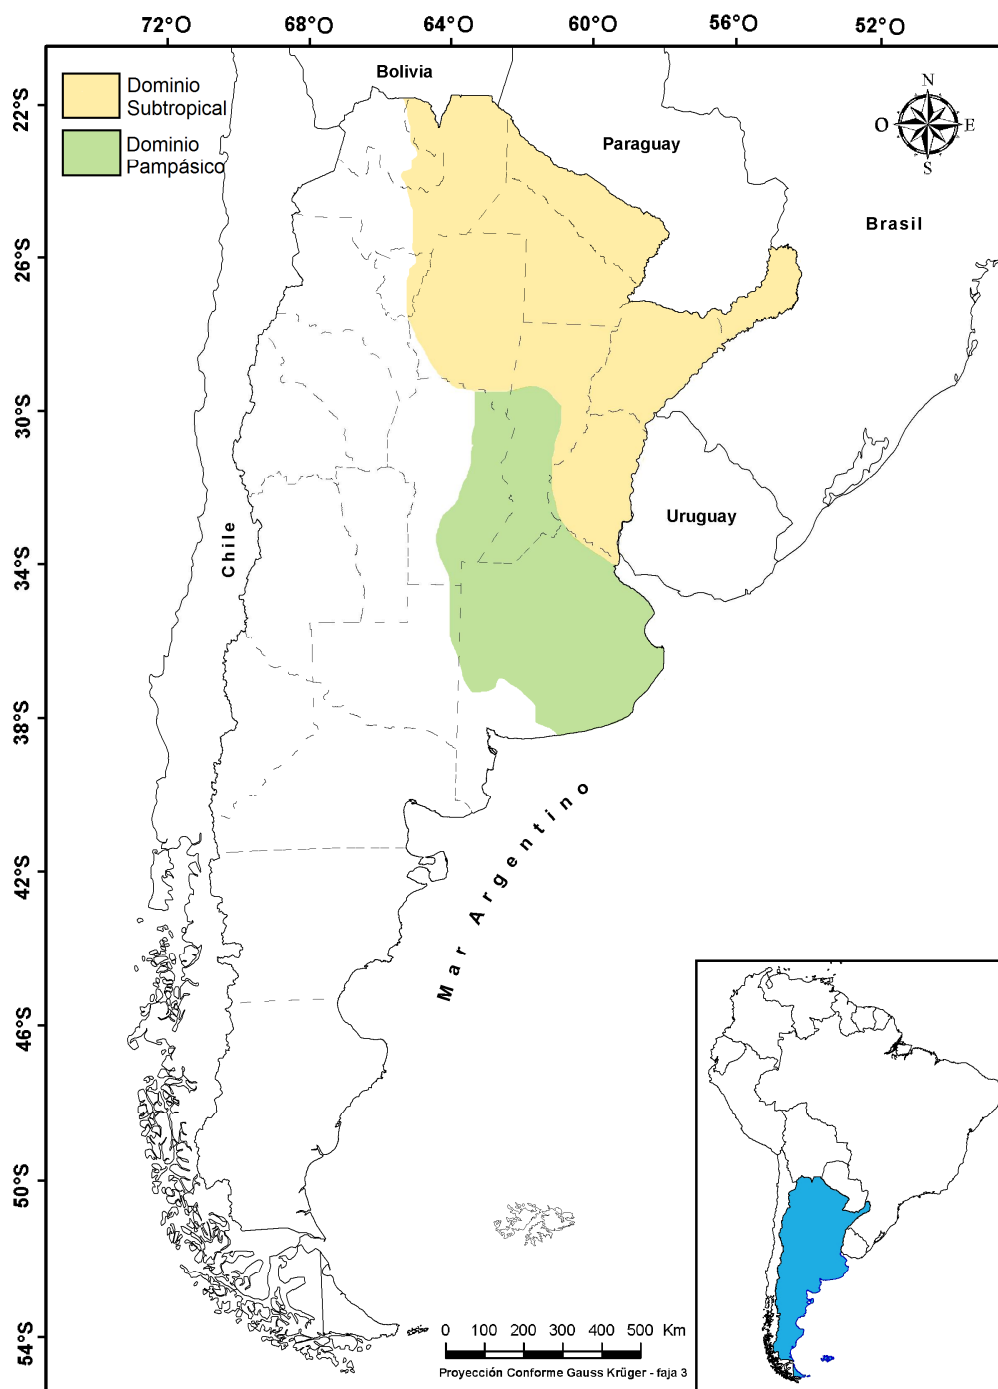 72°O 68°O 64°O 60°O 56°O 52°O
Bolivia
Dominio
Subtropical
Dominio
Pampásico
N
O E
S
22°S
Paraguay
Brasil
26°S
30°S
Uruguay
Chile
34°S
38°S
Mar Argentino
42°S
46°S
50°S
54°S
0 100 200 300 400 500 Km
Proyección Conforme Gauss Krüger - faja 3